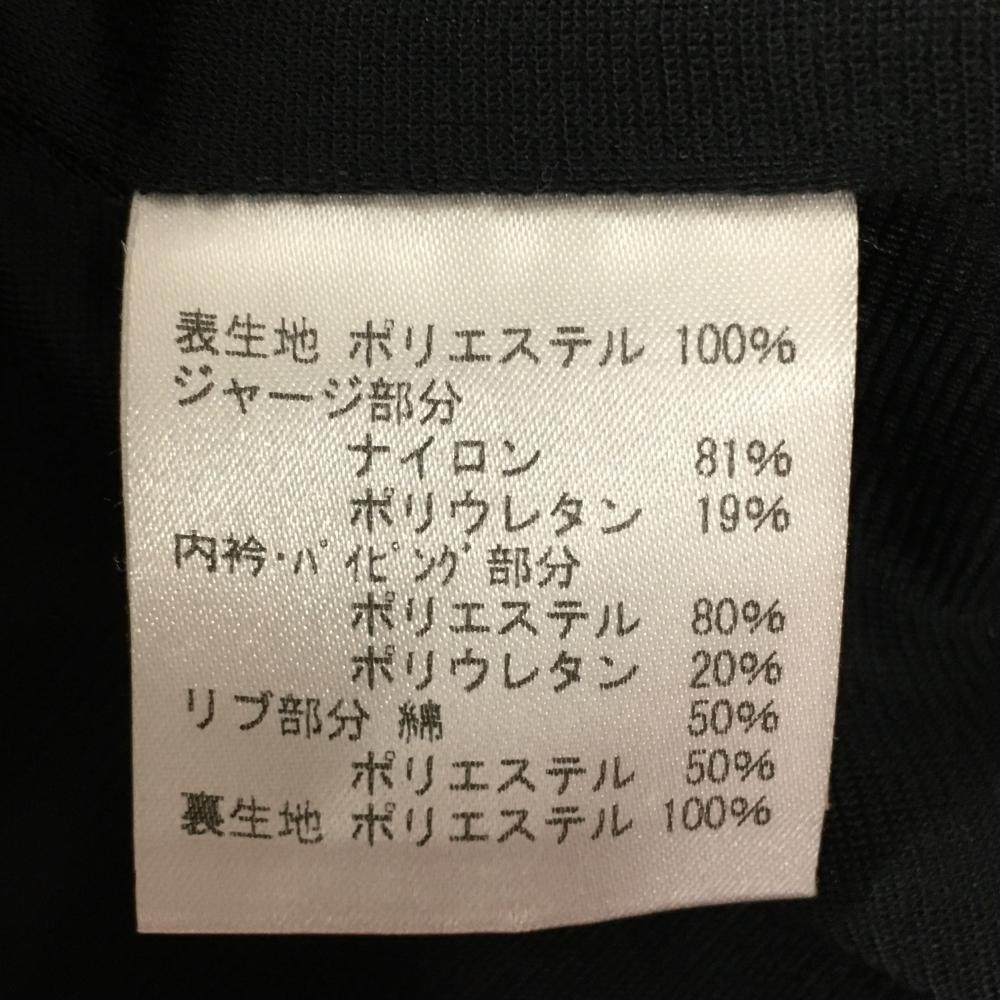 表生地 ポリエステル 100%
ジャージ部分
ナイロン 81%
ポリウレタン 19%
内衿・パイピング部分
ポリエステル 80%
ポリウレタン 20%
リブ部分 綿 50%
ポリエステル 50%
裏生地 ポリエステル 100%